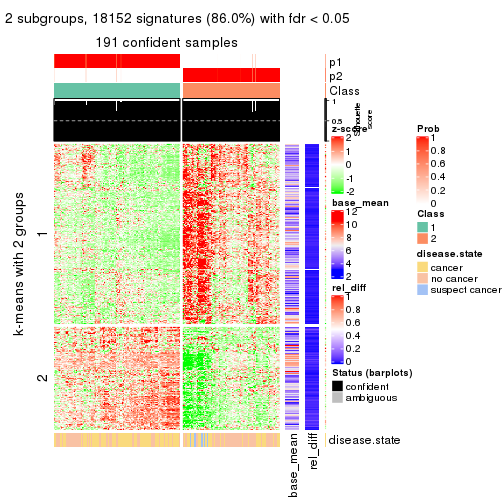 2 subgroups, 18152 signatures (86.0%) with fdr < 0.05
191 confident samples
p1
p2
Class
1
0.5
Silhouette
score
k-means with 2 groups
1
2
z-score
2
1
0
-1
-2
base_mean
12
10
8
6
4
2
rel_diff
1
0.8
0.6
0.4
0.2
0
Status (barplots)
confident
ambiguous
Prob
1
0.8
0.6
0.4
0.2
0
Class
1
2
disease.state
cancer
no cancer
suspect cancer
disease.state
base_mean
rel_diff